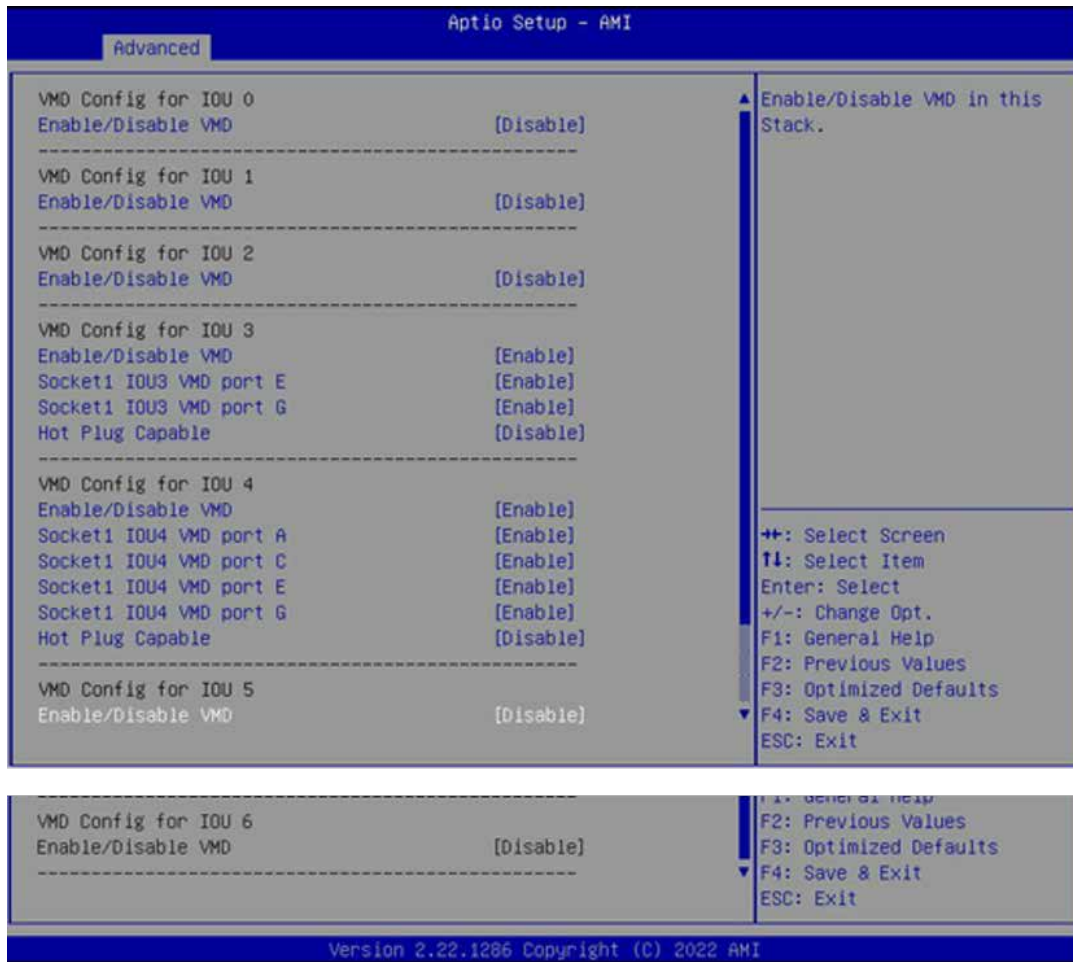 Aptio Setup - AMI
Advanced
VMD Config for IOU 0
Enable/Disable VMD [Disable]
------------------------------------------------
VMD Config for IOU 1
Enable/Disable VMD [Disable]
------------------------------------------------
VMD Config for IOU 2
Enable/Disable VMD [Disable]
------------------------------------------------
VMD Config for IOU 3
Enable/Disable VMD [Enable]
Socket1 IOU3 VMD port E [Enable]
Socket1 IOU3 VMD port G [Enable]
Hot Plug Capable [Disable]
------------------------------------------------
VMD Config for IOU 4
Enable/Disable VMD [Enable]
Socket1 IOU4 VMD port A [Enable]
Socket1 IOU4 VMD port C [Enable]
Socket1 IOU4 VMD port E [Enable]
Socket1 IOU4 VMD port G [Enable]
Hot Plug Capable [Disable]
------------------------------------------------
VMD Config for IOU 5
Enable/Disable VMD [Disable]
Enable/Disable VMD in this
Stack.
→←: Select Screen
↑↓: Select Item
Enter: Select
+/-: Change Opt.
F1: General Help
F2: Previous Values
F3: Optimized Defaults
F4: Save & Exit
ESC: Exit
------------------------------------------------
VMD Config for IOU 6
Enable/Disable VMD [Disable]
------------------------------------------------
F1: General Help
F2: Previous Values
F3: Optimized Defaults
F4: Save & Exit
ESC: Exit
Version 2.22.1286 Copyright (C) 2022 AMI